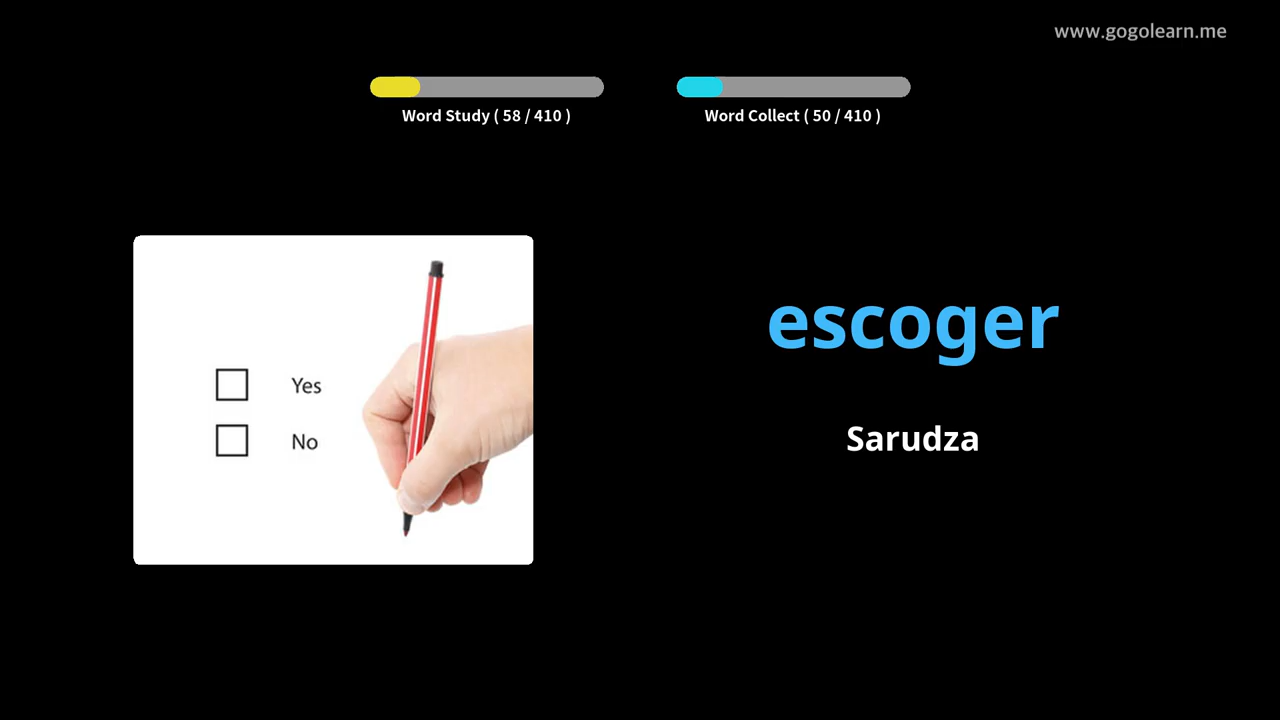 www.gogolearn.me
Word Study ( 58 / 410 )
Word Collect ( 50 / 410 )
Yes
No
escoger
Sarudza